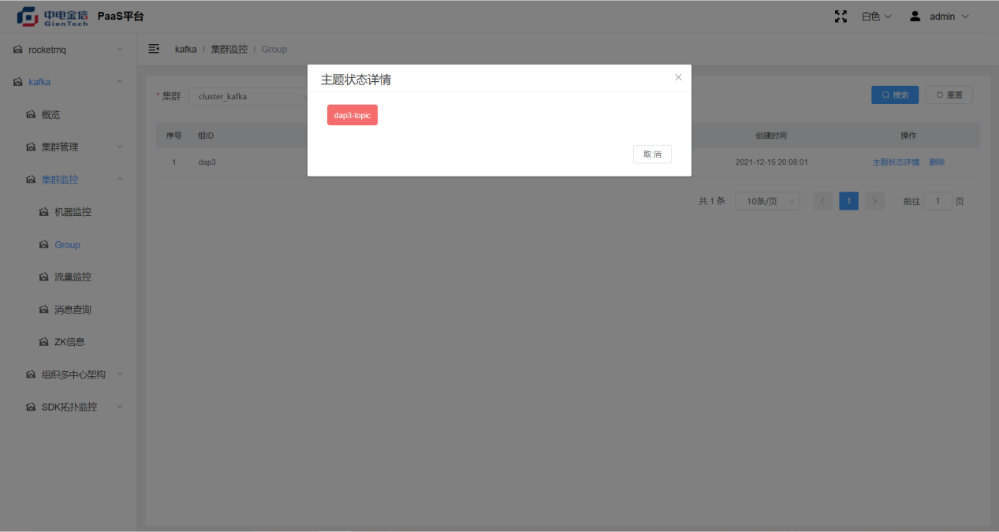 中电金信
GienTech
PaaS平台
白色
admin
rocketmq
kafka
概览
集群管理
集群监控
机器监控
Group
流量监控
消息查询
ZK信息
组织多中心架构
SDK拓扑监控
kafka / 集群监控 / Group
* 集群 cluster_kafka
搜索
重置
主题状态详情
dap3-topic
取 消
序号 组ID 创建时间 操作
1 dap3 2021-12-15 20:08:01 主题状态详情 删除
共 1 条 10条/页 < 1 > 前往 1 页